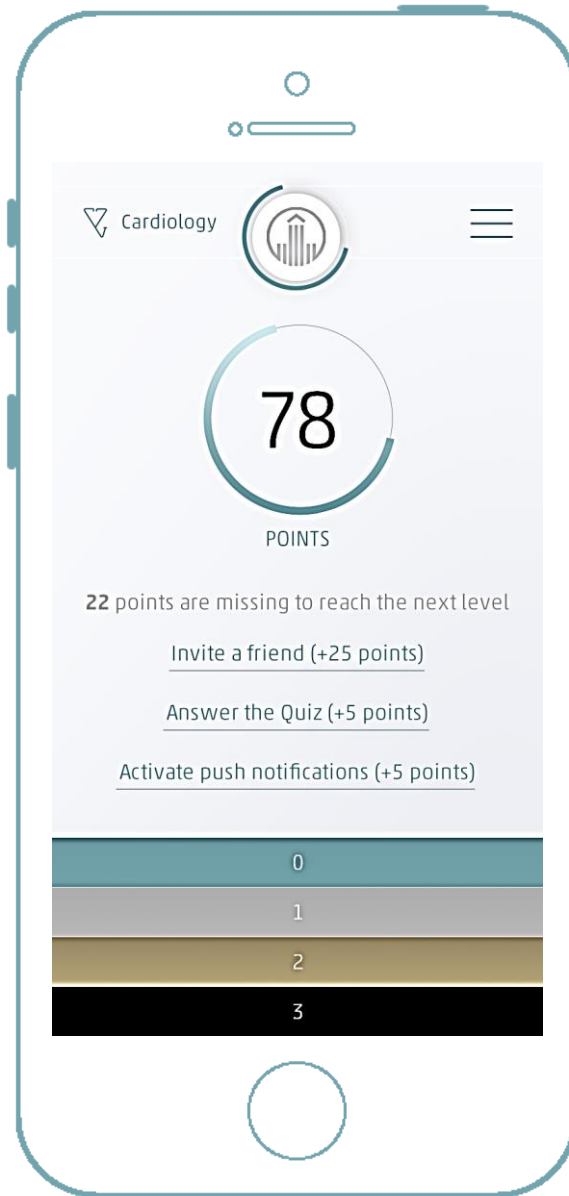 Cardiology
78
POINTS
22 points are missing to reach the next level
Invite a friend (+25 points)
Answer the Quiz (+5 points)
Activate push notifications (+5 points)
0
1
2
3